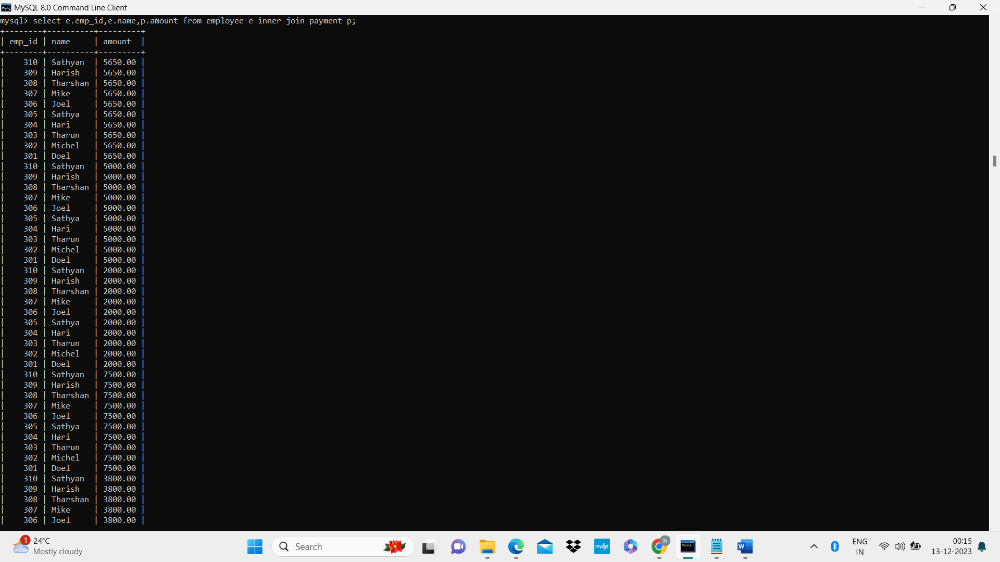 MySQL 8.0 Command Line Client
mysql> select e.emp_id,e.name,p.amount from employee e inner join payment p;
+--------+----------+---------+
| emp_id | name     | amount  |
+--------+----------+---------+
|    310 | Sathyan  | 5650.00 |
|    309 | Harish   | 5650.00 |
|    308 | Tharshan | 5650.00 |
|    307 | Mike     | 5650.00 |
|    306 | Joel     | 5650.00 |
|    305 | Sathya   | 5650.00 |
|    304 | Hari     | 5650.00 |
|    303 | Tharun   | 5650.00 |
|    302 | Michel   | 5650.00 |
|    301 | Doel     | 5650.00 |
|    310 | Sathyan  | 5000.00 |
|    309 | Harish   | 5000.00 |
|    308 | Tharshan | 5000.00 |
|    307 | Mike     | 5000.00 |
|    306 | Joel     | 5000.00 |
|    305 | Sathya   | 5000.00 |
|    304 | Hari     | 5000.00 |
|    303 | Tharun   | 5000.00 |
|    302 | Michel   | 5000.00 |
|    301 | Doel     | 5000.00 |
|    310 | Sathyan  | 2000.00 |
|    309 | Harish   | 2000.00 |
|    308 | Tharshan | 2000.00 |
|    307 | Mike     | 2000.00 |
|    306 | Joel     | 2000.00 |
|    305 | Sathya   | 2000.00 |
|    304 | Hari     | 2000.00 |
|    303 | Tharun   | 2000.00 |
|    302 | Michel   | 2000.00 |
|    301 | Doel     | 2000.00 |
|    310 | Sathyan  | 7500.00 |
|    309 | Harish   | 7500.00 |
|    308 | Tharshan | 7500.00 |
|    307 | Mike     | 7500.00 |
|    306 | Joel     | 7500.00 |
|    305 | Sathya   | 7500.00 |
|    304 | Hari     | 7500.00 |
|    303 | Tharun   | 7500.00 |
|    302 | Michel   | 7500.00 |
|    301 | Doel     | 7500.00 |
|    310 | Sathyan  | 3800.00 |
|    309 | Harish   | 3800.00 |
|    308 | Tharshan | 3800.00 |
|    307 | Mike     | 3800.00 |
|    306 | Joel     | 3800.00 |
1
24°C
Mostly cloudy
Search
myhp
N
MySQL
W
ENG
IN
00:15
13-12-2023